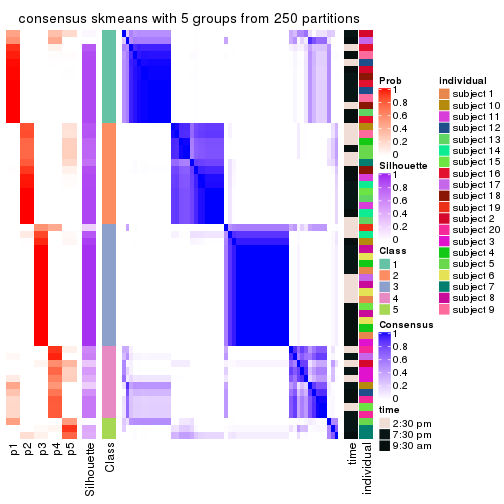 consensus skmeans with 5 groups from 250 partitions
Prob
1
0.8
0.6
0.4
0.2
0
Silhouette
1
0.8
0.6
0.4
0.2
0
Class
1
2
3
4
5
Consensus
1
0.8
0.6
0.4
0.2
0
time
2:30 pm
7:30 pm
9:30 am
individual
subject 1
subject 10
subject 11
subject 12
subject 13
subject 14
subject 15
subject 16
subject 17
subject 18
subject 19
subject 2
subject 20
subject 3
subject 4
subject 5
subject 6
subject 7
subject 8
subject 9
p1
p2
p3
p4
p5
Silhouette
Class
time
individual